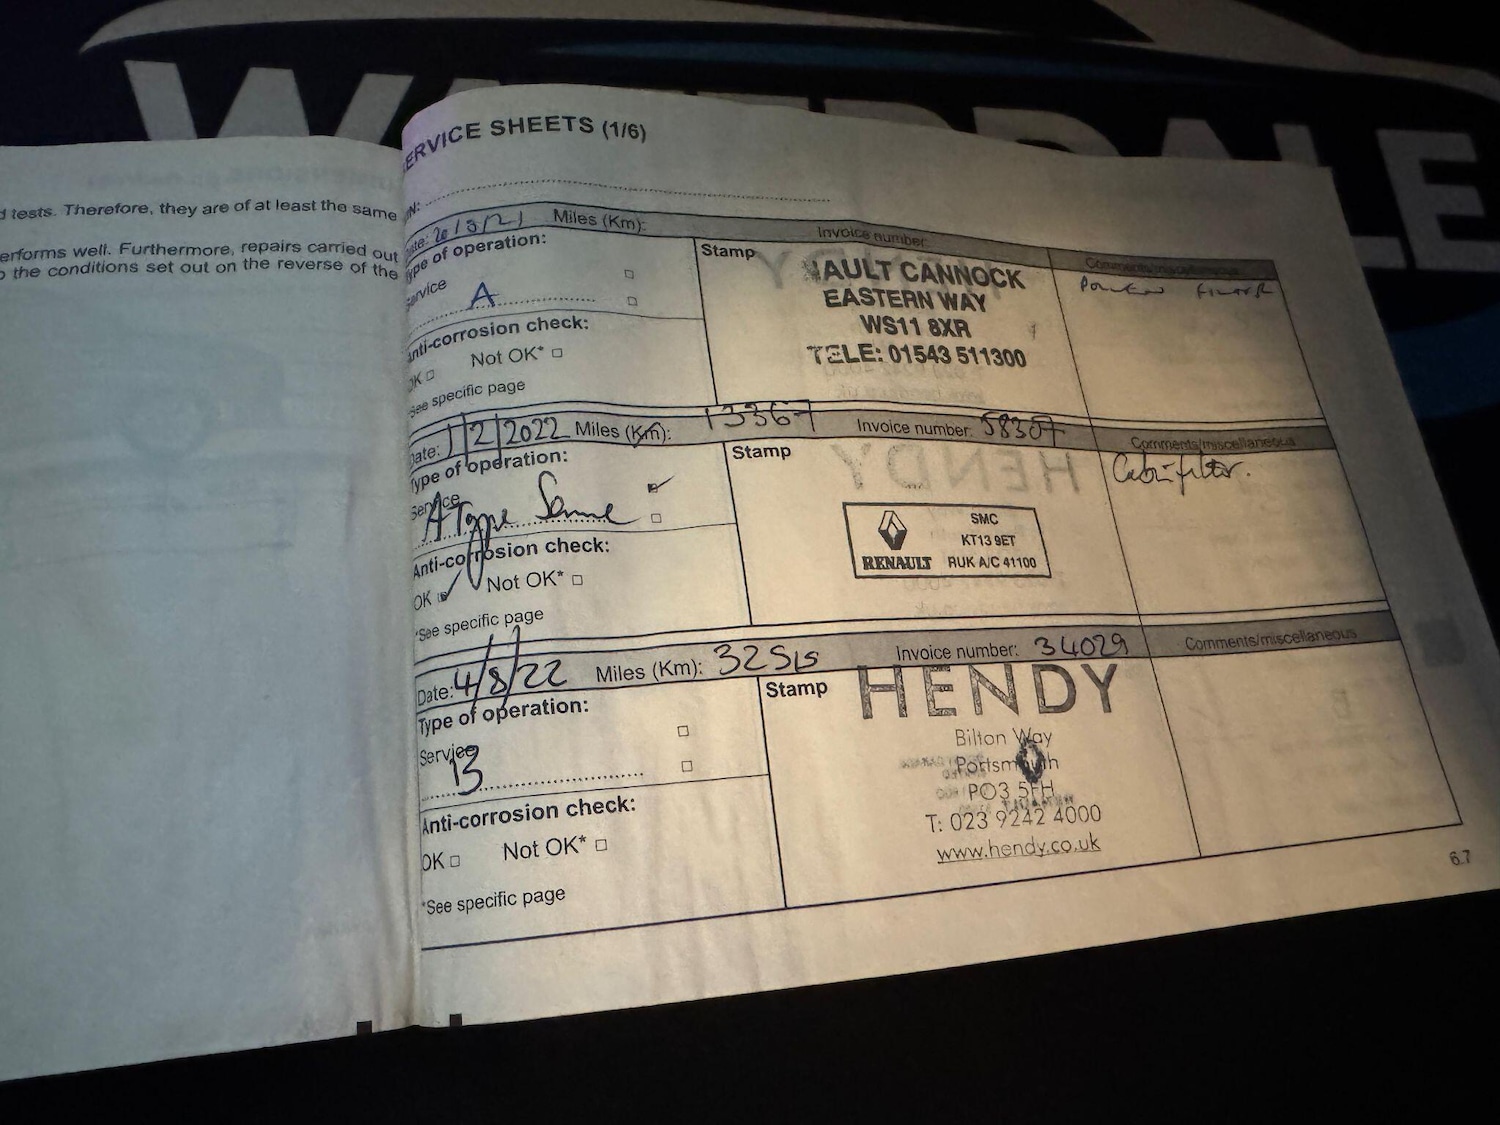 d tests. Therefore, they are of at least the same
erforms well. Furthermore, repairs carried out
o the conditions set out on the reverse of the
ERVICE SHEETS (1/6)
Miles (Km):
Invoice number:
Type of operation:
Service
A
Anti-corrosion check:
OK
Not OK*
*See specific page
Stamp
AULT CANNOCK
EASTERN WAY
WS11 8XR
TELE: 01543 511300
Comments/miscellaneous
POLLEN FILTER
Date: 1/2/2022
Miles (Km): 13367
Invoice number: 58307
Type of operation:
Service
A Type Service
Anti-corrosion check:
OK
Not OK*
*See specific page
Stamp
RENAULT
SMC
KT13 9ET
RUK A/C 41100
Comments/miscellaneous
Cabin filter.
Date: 4/8/22
Miles (Km):
Invoice number: 34029
Type of operation:
Service
B
Anti-corrosion check:
OK
Not OK*
*See specific page
Stamp
HENDY
Bilton Way
Portsmouth
PO3 5FH
T: 023 9242 4000
www.hendy.co.uk
Comments/miscellaneous
6.7